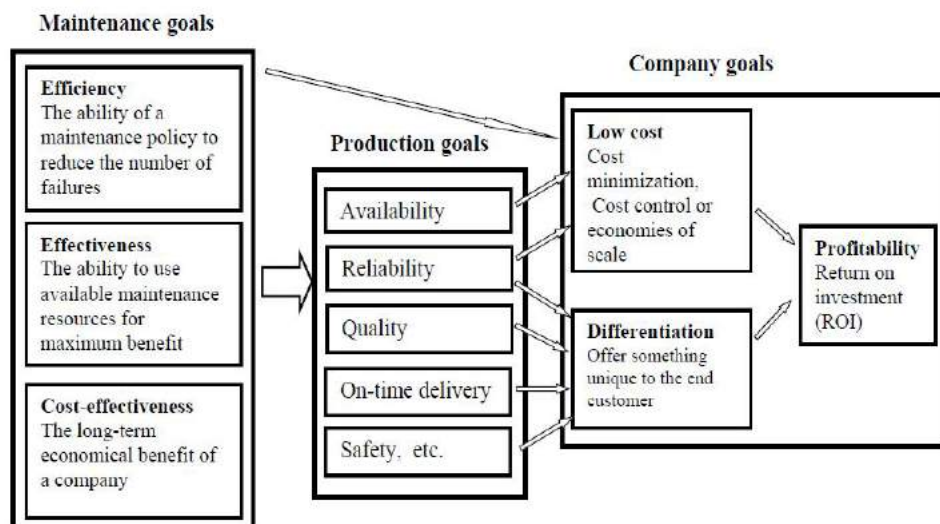 Maintenance goals
Efficiency
The ability of a
maintenance policy to
reduce the number of
failures
Effectiveness
The ability to use
available maintenance
resources for
maximum benefit
Cost-effectiveness
The long-term
economical benefit of
a company
Production goals
Availability
Reliability
Quality
On-time delivery
Safety, etc.
Company goals
Low cost
Cost
minimization,
Cost control or
economies of
scale
Differentiation
Offer something
unique to the end
customer
Profitability
Return on
investment
(ROI)